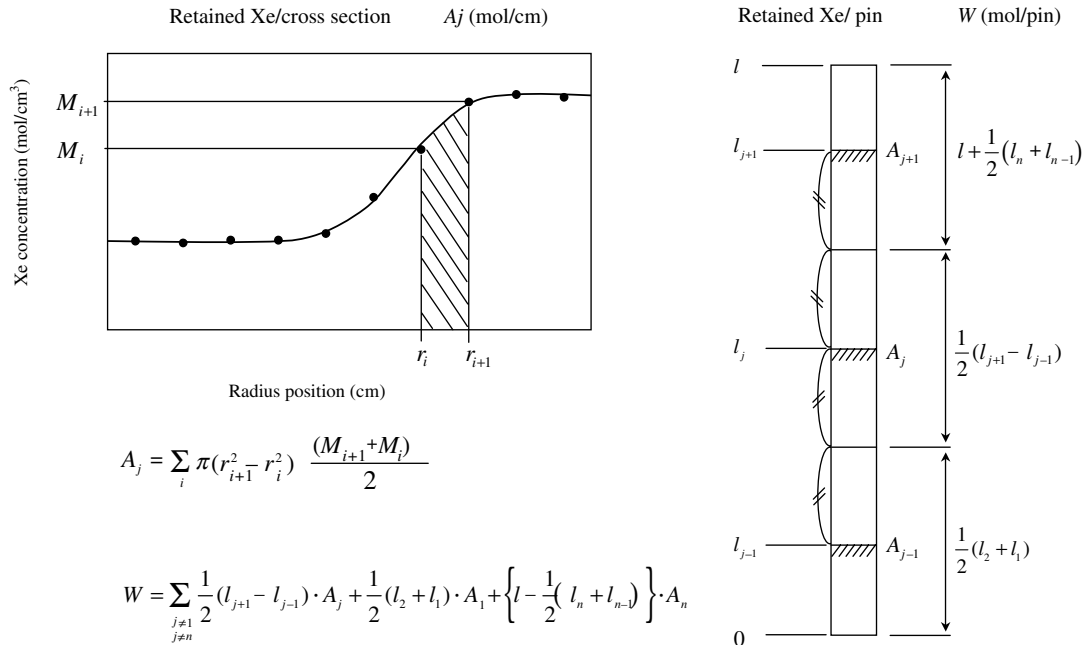 Retained Xe/cross section Aj (mol/cm)
Xe concentration (mol/cm³)
M_{i+1}
M_i
r_i r_{i+1}
Radius position (cm)
A_j = ∑_i π(r²_{i+1} − r²_i) (M_{i+1}+M_i)/2
W = ∑_{j≠1 j≠n} 1/2 (l_{j+1} − l_{j−1}) · A_j + 1/2 (l_2 + l_1) · A_1 + {l − 1/2 ( l_n + l_{n−1})} · A_n
Retained Xe/ pin W (mol/pin)
l
l_{j+1} A_{j+1} l + 1/2 (l_n + l_{n−1})
l_j A_j 1/2 (l_{j+1} − l_{j−1})
l_{j−1} A_{j−1} 1/2 (l_2 + l_1)
0